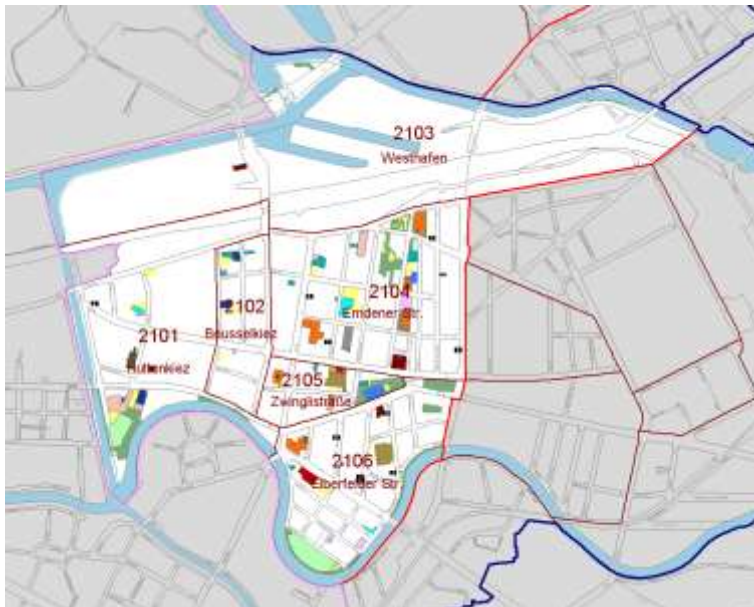 2103
Westhafen
2104
Emdener Str.
2102
Beusselkiez
2101
Huttenkiez
2105
Zwinglistraße
2106
Elberfelder Str.